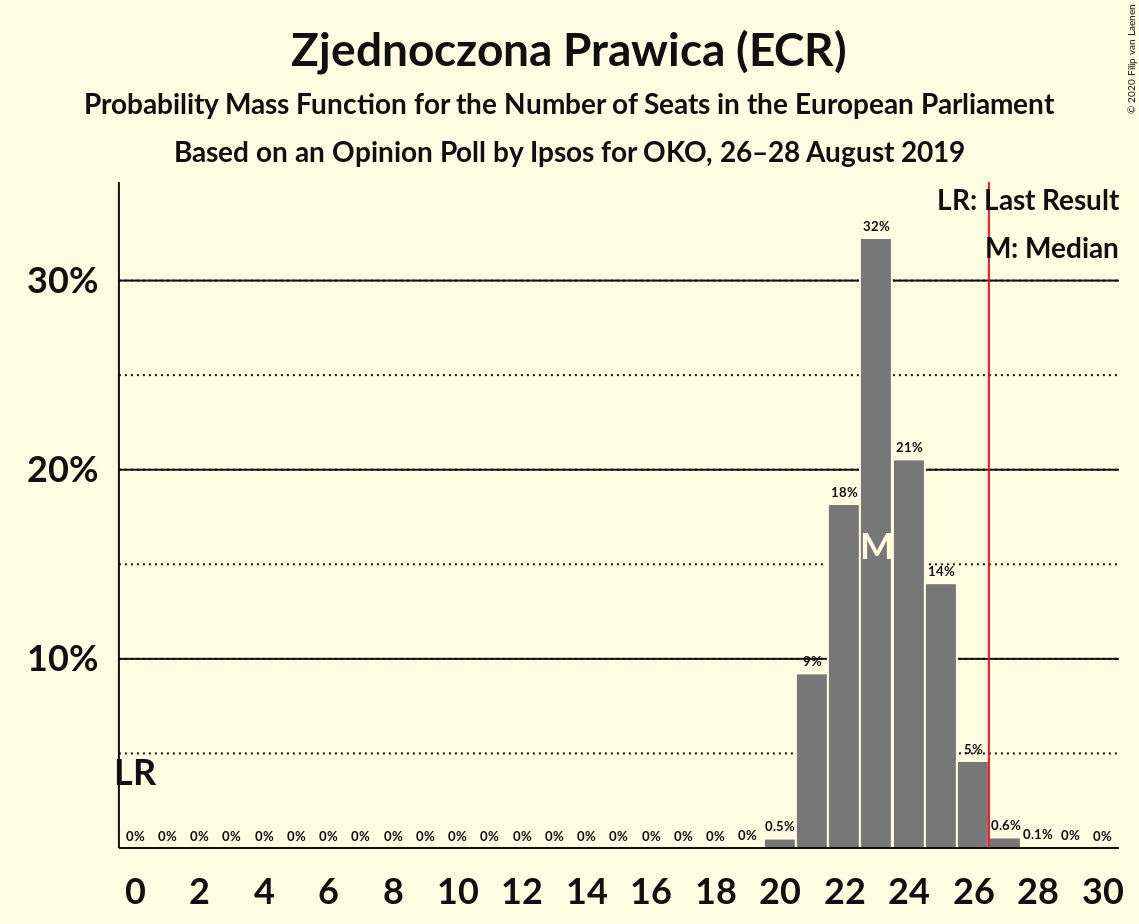 Zjednoczona Prawica (ECR)
Probability Mass Function for the Number of Seats in the European Parliament
Based on an Opinion Poll by Ipsos for OKO, 26–28 August 2019
© 2020 Filip van Laenen
LR: Last Result
M: Median
30%
20%
10%
LR
M
0% 0% 0% 0% 0% 0% 0% 0% 0% 0% 0% 0% 0% 0% 0% 0% 0% 0% 0% 0% 0.5% 9% 18% 32% 21% 14% 5% 0.6% 0.1% 0% 0%
0 2 4 6 8 10 12 14 16 18 20 22 24 26 28 30